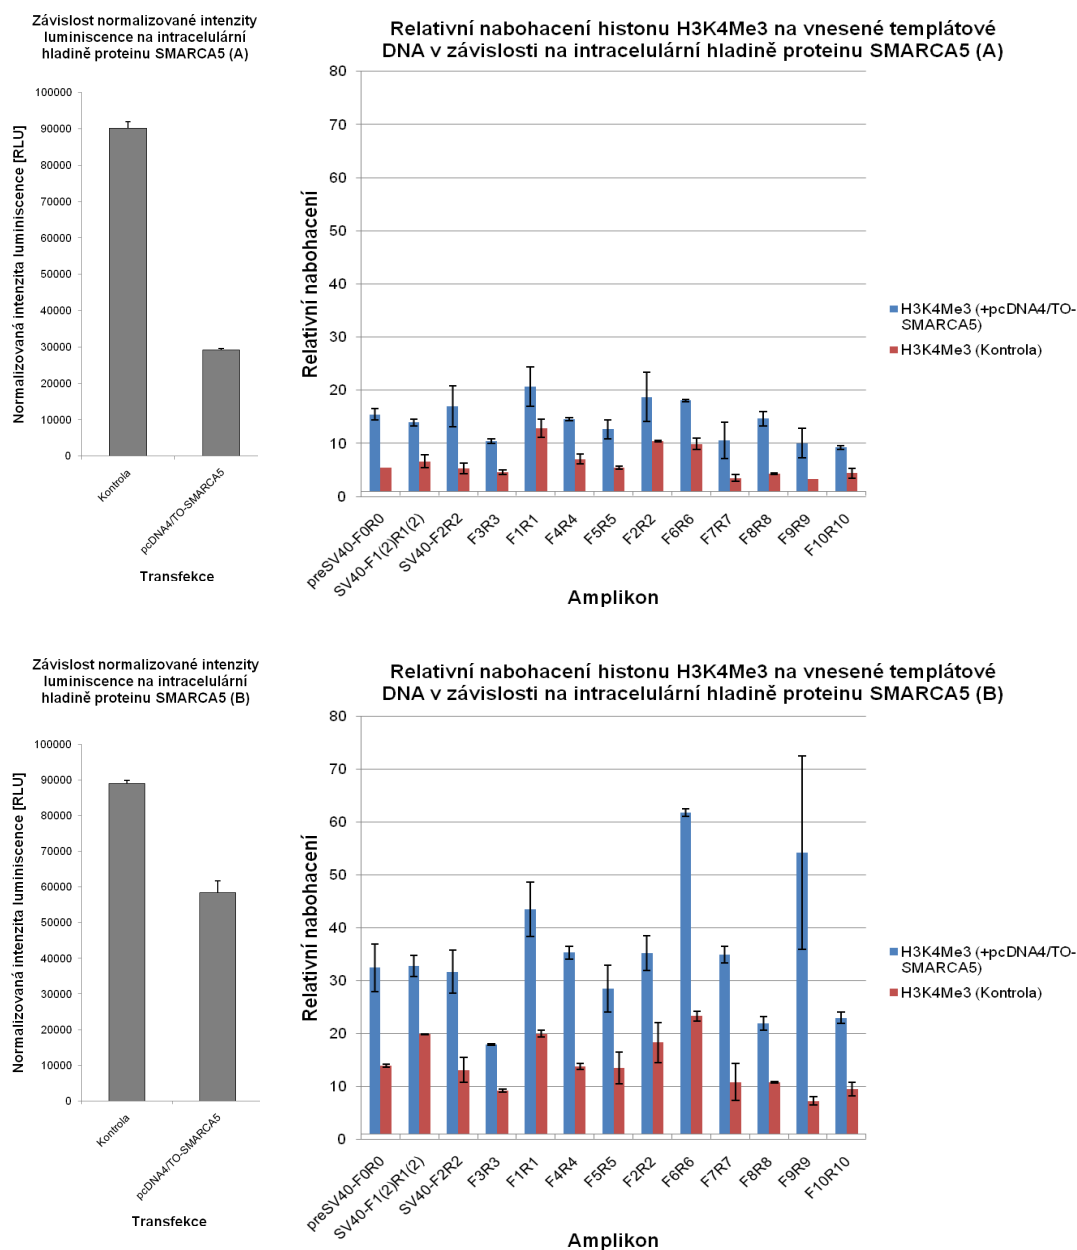 Závislost normalizované intenzity
luminiscence na intracelulární
hladině proteinu SMARCA5 (A)
Normalizovaná intenzita luminiscence [RLU]
100000
90000
80000
70000
60000
50000
40000
30000
20000
10000
0
Kontrola
pcDNA4/TO-SMARCA5
Transfekce
Relativní nabohacení histonu H3K4Me3 na vnesené templátové
DNA v závislosti na intracelulární hladině proteinu SMARCA5 (A)
Relativní nabohacení
80
70
60
50
40
30
20
10
0
preSV40-F0R0
SV40-F1(2)R1(2)
SV40-F2R2
F3R3
F1R1
F4R4
F5R5
F2R2
F6R6
F7R7
F8R8
F9R9
F10R10
Amplikon
H3K4Me3 (+pcDNA4/TO-
SMARCA5)
H3K4Me3 (Kontrola)
Závislost normalizované intenzity
luminiscence na intracelulární
hladině proteinu SMARCA5 (B)
Normalizovaná intenzita luminiscence [RLU]
100000
90000
80000
70000
60000
50000
40000
30000
20000
10000
0
Kontrola
pcDNA4/TO-SMARCA5
Transfekce
Relativní nabohacení histonu H3K4Me3 na vnesené templátové
DNA v závislosti na intracelulární hladině proteinu SMARCA5 (B)
Relativní nabohacení
80
70
60
50
40
30
20
10
0
preSV40-F0R0
SV40-F1(2)R1(2)
SV40-F2R2
F3R3
F1R1
F4R4
F5R5
F2R2
F6R6
F7R7
F8R8
F9R9
F10R10
Amplikon
H3K4Me3 (+pcDNA4/TO-
SMARCA5)
H3K4Me3 (Kontrola)